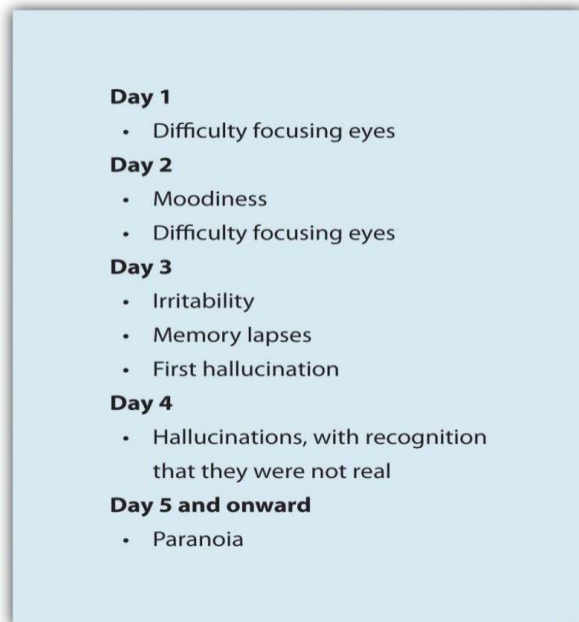 Day 1
• Difficulty focusing eyes
Day 2
• Moodiness
• Difficulty focusing eyes
Day 3
• Irritability
• Memory lapses
• First hallucination
Day 4
• Hallucinations, with recognition
that they were not real
Day 5 and onward
• Paranoia